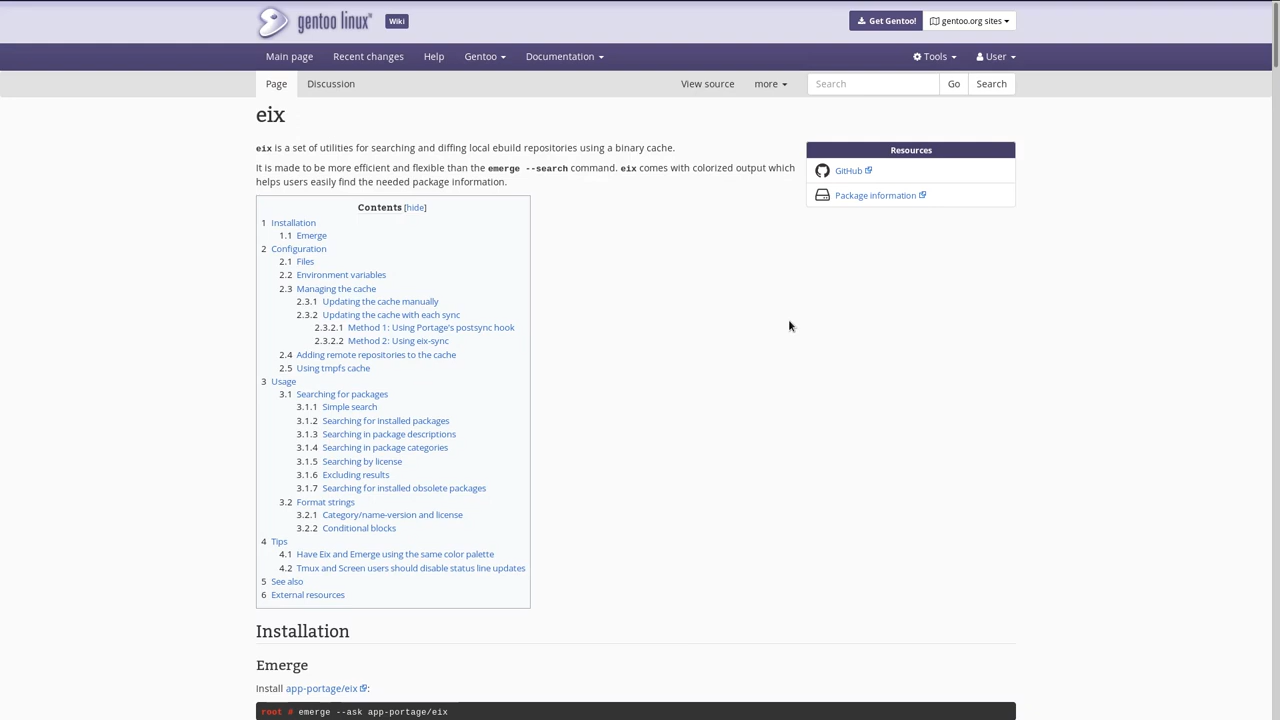 gentoo linux Wiki Get Gentoo! gentoo.org sites
Main page Recent changes Help Gentoo Documentation Tools User
Page Discussion View source more Search Go Search
eix
eix is a set of utilities for searching and diffing local ebuild repositories using a binary cache.
It is made to be more efficient and flexible than the emerge --search command. eix comes with colorized output which
helps users easily find the needed package information.
Resources
GitHub
Package information
Contents [hide]
1 Installation
1.1 Emerge
2 Configuration
2.1 Files
2.2 Environment variables
2.3 Managing the cache
2.3.1 Updating the cache manually
2.3.2 Updating the cache with each sync
2.3.2.1 Method 1: Using Portage's postsync hook
2.3.2.2 Method 2: Using eix-sync
2.4 Adding remote repositories to the cache
2.5 Using tmpfs cache
3 Usage
3.1 Searching for packages
3.1.1 Simple search
3.1.2 Searching for installed packages
3.1.3 Searching in package descriptions
3.1.4 Searching in package categories
3.1.5 Searching by license
3.1.6 Excluding results
3.1.7 Searching for installed obsolete packages
3.2 Format strings
3.2.1 Category/name-version and license
3.2.2 Conditional blocks
4 Tips
4.1 Have Eix and Emerge using the same color palette
4.2 Tmux and Screen users should disable status line updates
5 See also
6 External resources
Installation
Emerge
Install app-portage/eix:
root # emerge --ask app-portage/eix